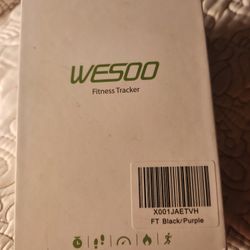 WESOO
Fitness Tracker
X001JAETVH
FT Black/Purple